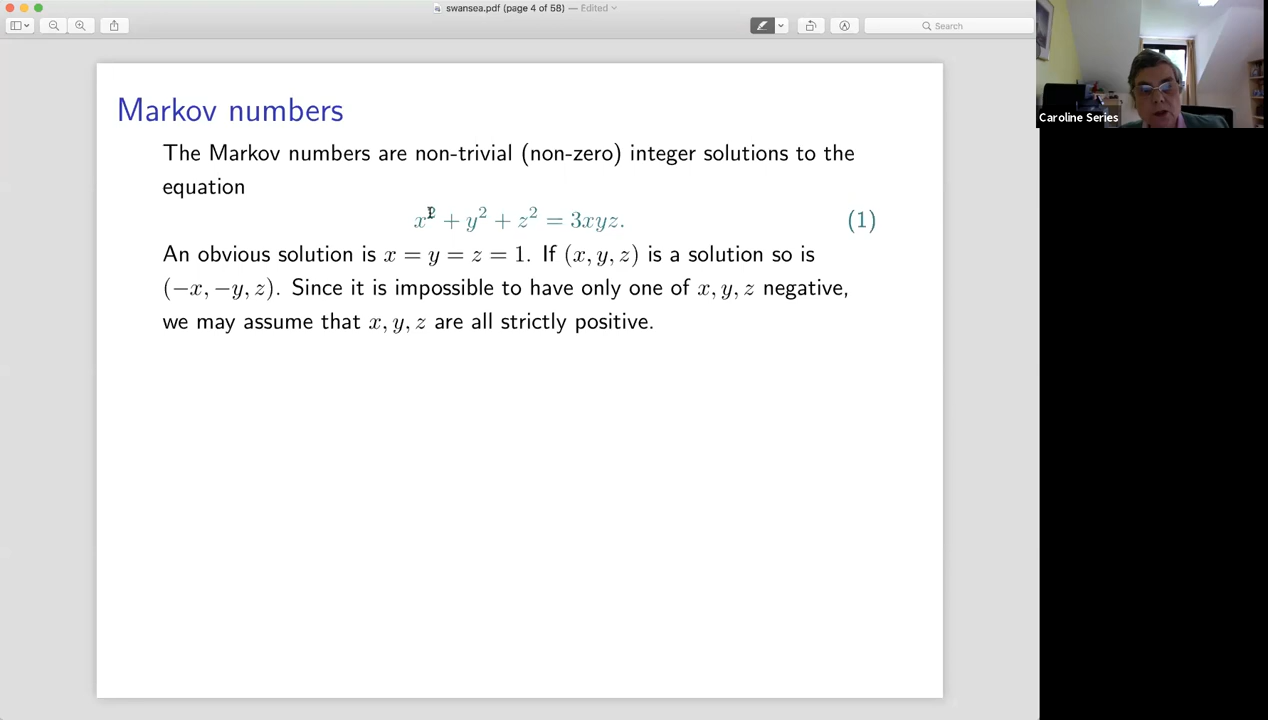 swansea.pdf (page 4 of 58) — Edited
Search
Caroline Series
Markov numbers
The Markov numbers are non-trivial (non-zero) integer solutions to the
equation
x² + y² + z² = 3xyz. (1)
An obvious solution is x = y = z = 1. If (x, y, z) is a solution so is
(−x, −y, z). Since it is impossible to have only one of x, y, z negative,
we may assume that x, y, z are all strictly positive.